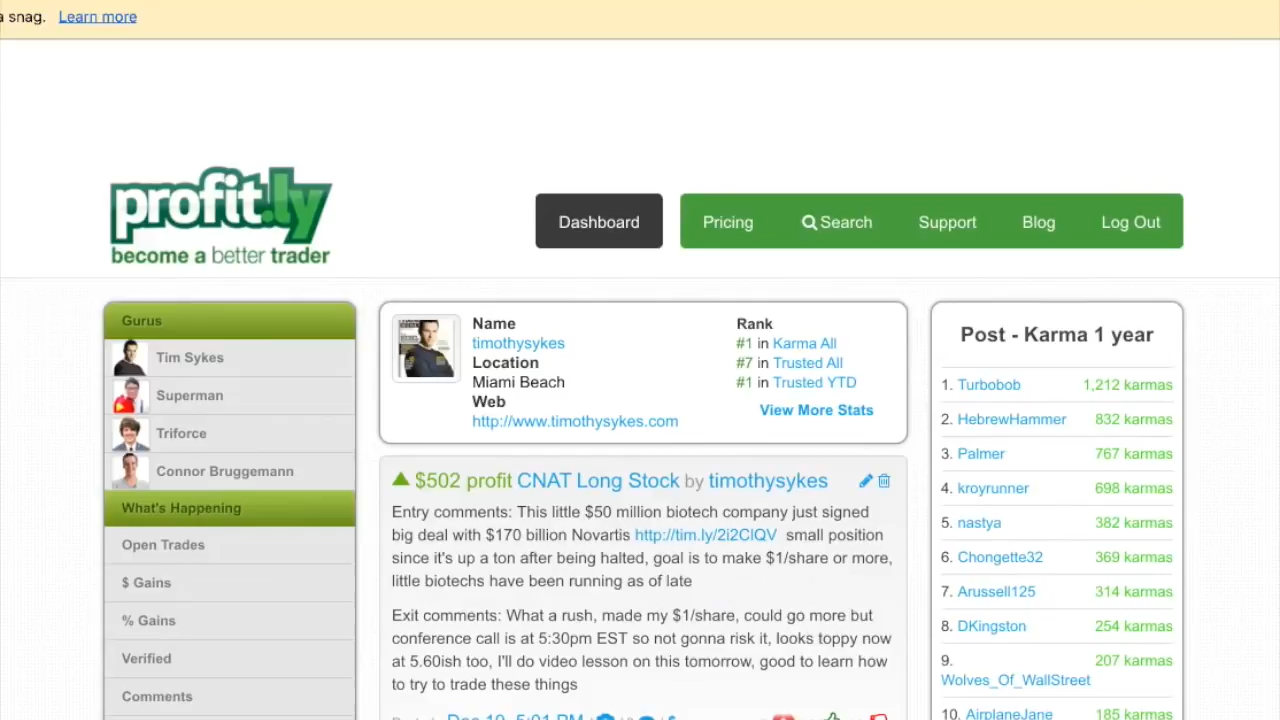 a snag. Learn more
profit.ly
become a better trader
Dashboard
Pricing
Search
Support
Blog
Log Out
Gurus
Tim Sykes
Superman
Triforce
Connor Bruggemann
What's Happening
Open Trades
$ Gains
% Gains
Verified
Comments
Name
timothysykes
Location
Miami Beach
Web
http://www.timothysykes.com
Rank
#1 in Karma All
#7 in Trusted All
#1 in Trusted YTD
View More Stats
$502 profit CNAT Long Stock by timothysykes
Entry comments: This little $50 million biotech company just signed
big deal with $170 billion Novartis http://tim.ly/2i2ClQV small position
since it's up a ton after being halted, goal is to make $1/share or more,
little biotechs have been running as of late
Exit comments: What a rush, made my $1/share, could go more but
conference call is at 5:30pm EST so not gonna risk it, looks toppy now
at 5.60ish too, I'll do video lesson on this tomorrow, good to learn how
to try to trade these things
Dec 19, 5:01 PM
Post - Karma 1 year
1. Turbobob 1,212 karmas
2. HebrewHammer 832 karmas
3. Palmer 767 karmas
4. kroyrunner 698 karmas
5. nastya 382 karmas
6. Chongette32 369 karmas
7. Arussell125 314 karmas
8. DKingston 254 karmas
9. 207 karmas
Wolves_Of_WallStreet
10. AirplaneJane 185 karmas